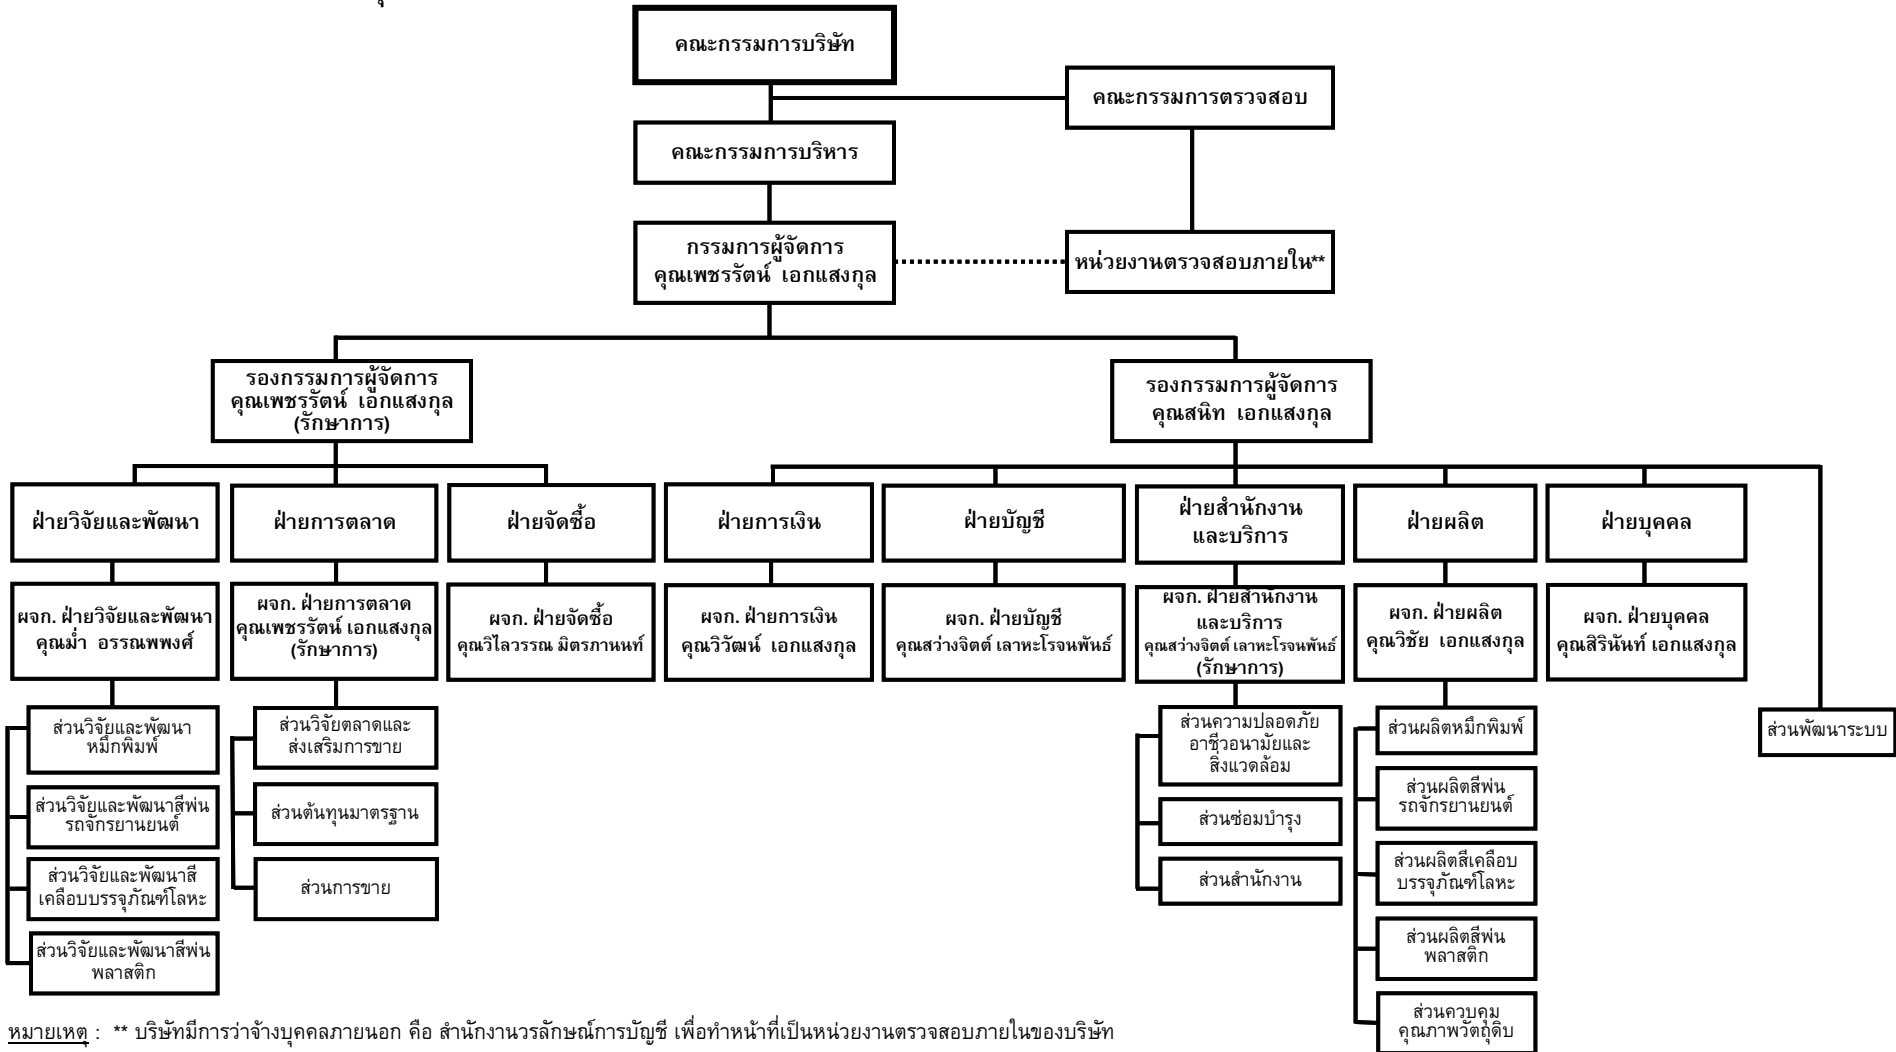 คณะกรรมการบริษัท
คณะกรรมการตรวจสอบ
คณะกรรมการบริหาร
กรรมการผู้จัดการ
คุณเพชรรัตน์ เอกแสงกุล
หน่วยงานตรวจสอบภายใน**
รองกรรมการผู้จัดการ
คุณเพชรรัตน์ เอกแสงกุล
(รักษาการ)
รองกรรมการผู้จัดการ
คุณสนิท เอกแสงกุล
ฝ่ายวิจัยและพัฒนา
ฝ่ายการตลาด
ฝ่ายจัดซื้อ
ฝ่ายการเงิน
ฝ่ายบัญชี
ฝ่ายสำนักงาน
และบริการ
ฝ่ายผลิต
ฝ่ายบุคคล
ผจก. ฝ่ายวิจัยและพัฒนา
คุณม่ำ อรรณพพงศ์
ผจก. ฝ่ายการตลาด
คุณเพชรรัตน์ เอกแสงกุล
(รักษาการ)
ผจก. ฝ่ายจัดซื้อ
คุณวิไลวรรณ มิตรภานนท์
ผจก. ฝ่ายการเงิน
คุณวิวัฒน์ เอกแสงกุล
ผจก. ฝ่ายบัญชี
คุณสว่างจิตต์ เลาหะโรจนพันธ์
ผจก. ฝ่ายสำนักงาน
และบริการ
คุณสว่างจิตต์ เลาหะโรจนพันธ์
(รักษาการ)
ผจก. ฝ่ายผลิต
คุณวิชัย เอกแสงกุล
ผจก. ฝ่ายบุคคล
คุณสิรินันท์ เอกแสงกุล
ส่วนวิจัยและพัฒนา
หมึกพิมพ์
ส่วนวิจัยและพัฒนาสีพ่น
รถจักรยานยนต์
ส่วนวิจัยและพัฒนาสี
เคลือบบรรจุภัณฑ์โลหะ
ส่วนวิจัยและพัฒนาสีพ่น
พลาสติก
ส่วนวิจัยตลาดและ
ส่งเสริมการขาย
ส่วนต้นทุนมาตรฐาน
ส่วนการขาย
ส่วนความปลอดภัย
อาชีวอนามัยและ
สิ่งแวดล้อม
ส่วนซ่อมบำรุง
ส่วนสำนักงาน
ส่วนผลิตหมึกพิมพ์
ส่วนผลิตสีพ่น
รถจักรยานยนต์
ส่วนผลิตสีเคลือบ
บรรจุภัณฑ์โลหะ
ส่วนผลิตสีพ่น
พลาสติก
ส่วนควบคุม
คุณภาพวัตถุดิบ
ส่วนพัฒนาระบบ
หมายเหตุ : ** บริษัทมีการว่าจ้างบุคคลภายนอก คือ สำนักงานวรลักษณ์การบัญชี เพื่อทำหน้าที่เป็นหน่วยงานตรวจสอบภายในของบริษัท